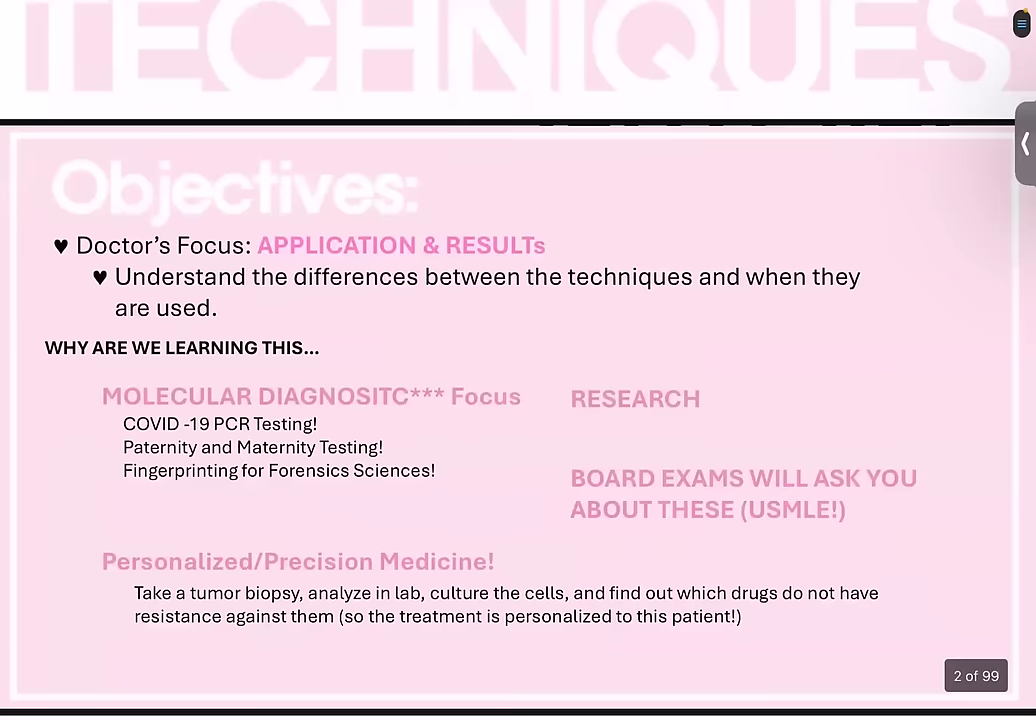 TECHNIQUES
Objectives:
♥ Doctor’s Focus: APPLICATION & RESULTs
♥ Understand the differences between the techniques and when they
are used.
WHY ARE WE LEARNING THIS...
MOLECULAR DIAGNOSITC*** Focus
COVID -19 PCR Testing!
Paternity and Maternity Testing!
Fingerprinting for Forensics Sciences!
RESEARCH
BOARD EXAMS WILL ASK YOU
ABOUT THESE (USMLE!)
Personalized/Precision Medicine!
Take a tumor biopsy, analyze in lab, culture the cells, and find out which drugs do not have
resistance against them (so the treatment is personalized to this patient!)
2 of 99